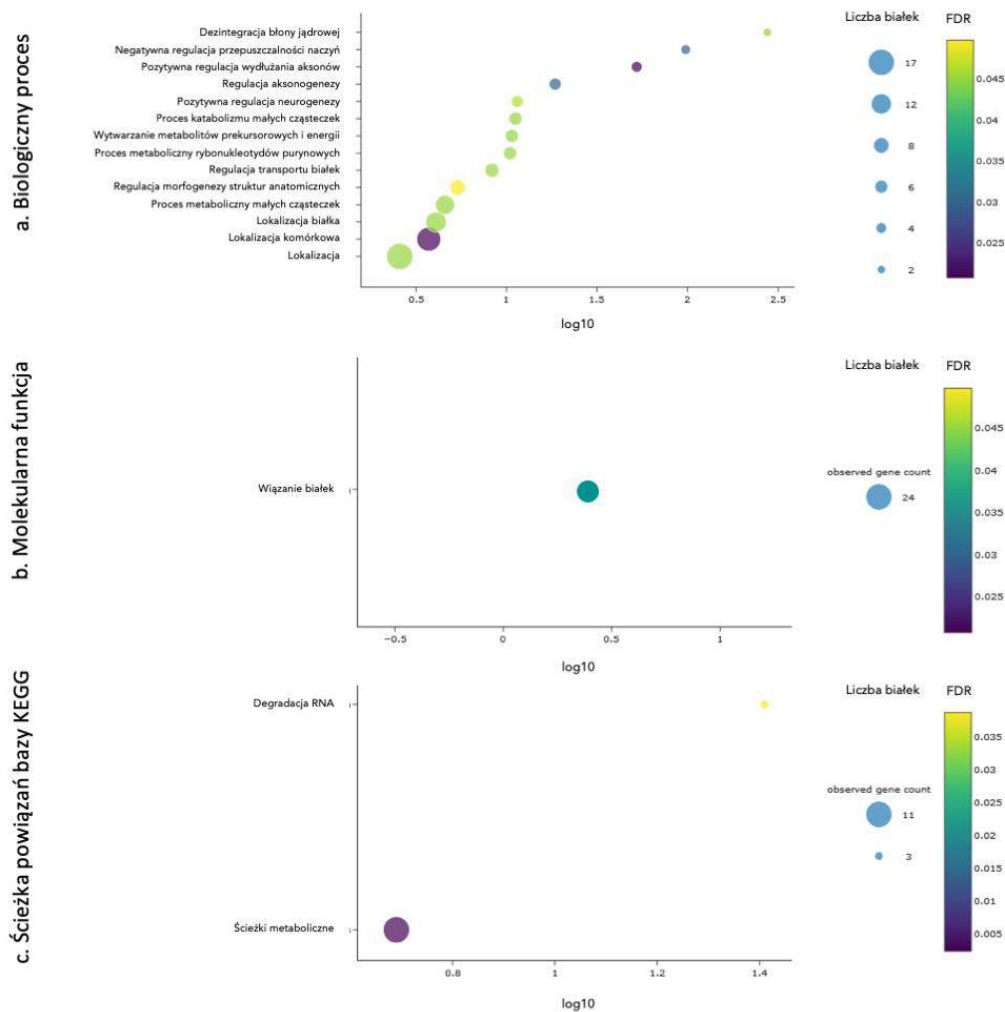 a. Biologiczny proces
Dezintegracja błony jądrowej
Negatywna regulacja przepuszczalności naczyń
Pozytywna regulacja wydłużania aksonów
Regulacja aksonogenezy
Pozytywna regulacja neurogenezy
Proces katabolizmu małych cząsteczek
Wytwarzanie metabolitów prekursorowych i energii
Proces metaboliczny rybonukleotydów purynowych
Regulacja transportu białek
Regulacja morfogenezy struktur anatomicznych
Proces metaboliczny małych cząsteczek
Lokalizacja białka
Lokalizacja komórkowa
Lokalizacja
0.5 1 1.5 2 2.5
log10
Liczba białek
17
12
8
6
4
2
FDR
0.045
0.04
0.035
0.03
0.025
b. Molekularna funkcja
Wiązanie białek
−0.5 0 0.5 1
log10
Liczba białek
observed gene count
24
FDR
0.045
0.04
0.035
0.03
0.025
c. Ścieżka powiązań bazy KEGG
Degradacja RNA
Ścieżki metaboliczne
0.8 1 1.2 1.4
log10
Liczba białek
observed gene count
11
3
FDR
0.035
0.03
0.025
0.02
0.015
0.01
0.005